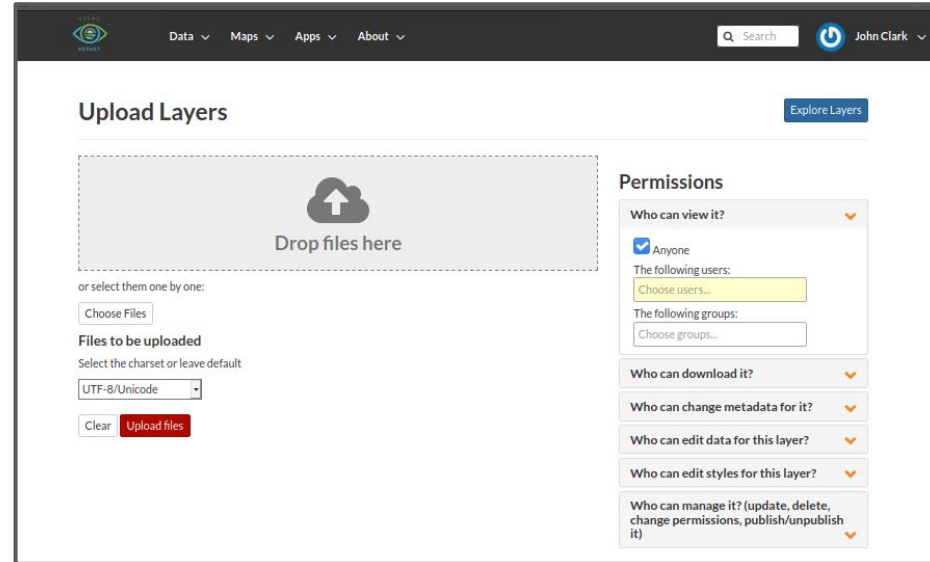 Data
Maps
Apps
About
Search
John Clark
Upload Layers
Explore Layers
Drop files here
or select them one by one:
Choose Files
Files to be uploaded
Select the charset or leave default
UTF-8/Unicode
Clear
Upload files
Permissions
Who can view it?
Anyone
The following users:
Choose users...
The following groups:
Choose groups...
Who can download it?
Who can change metadata for it?
Who can edit data for this layer?
Who can edit styles for this layer?
Who can manage it? (update, delete,
change permissions, publish/unpublish
it)